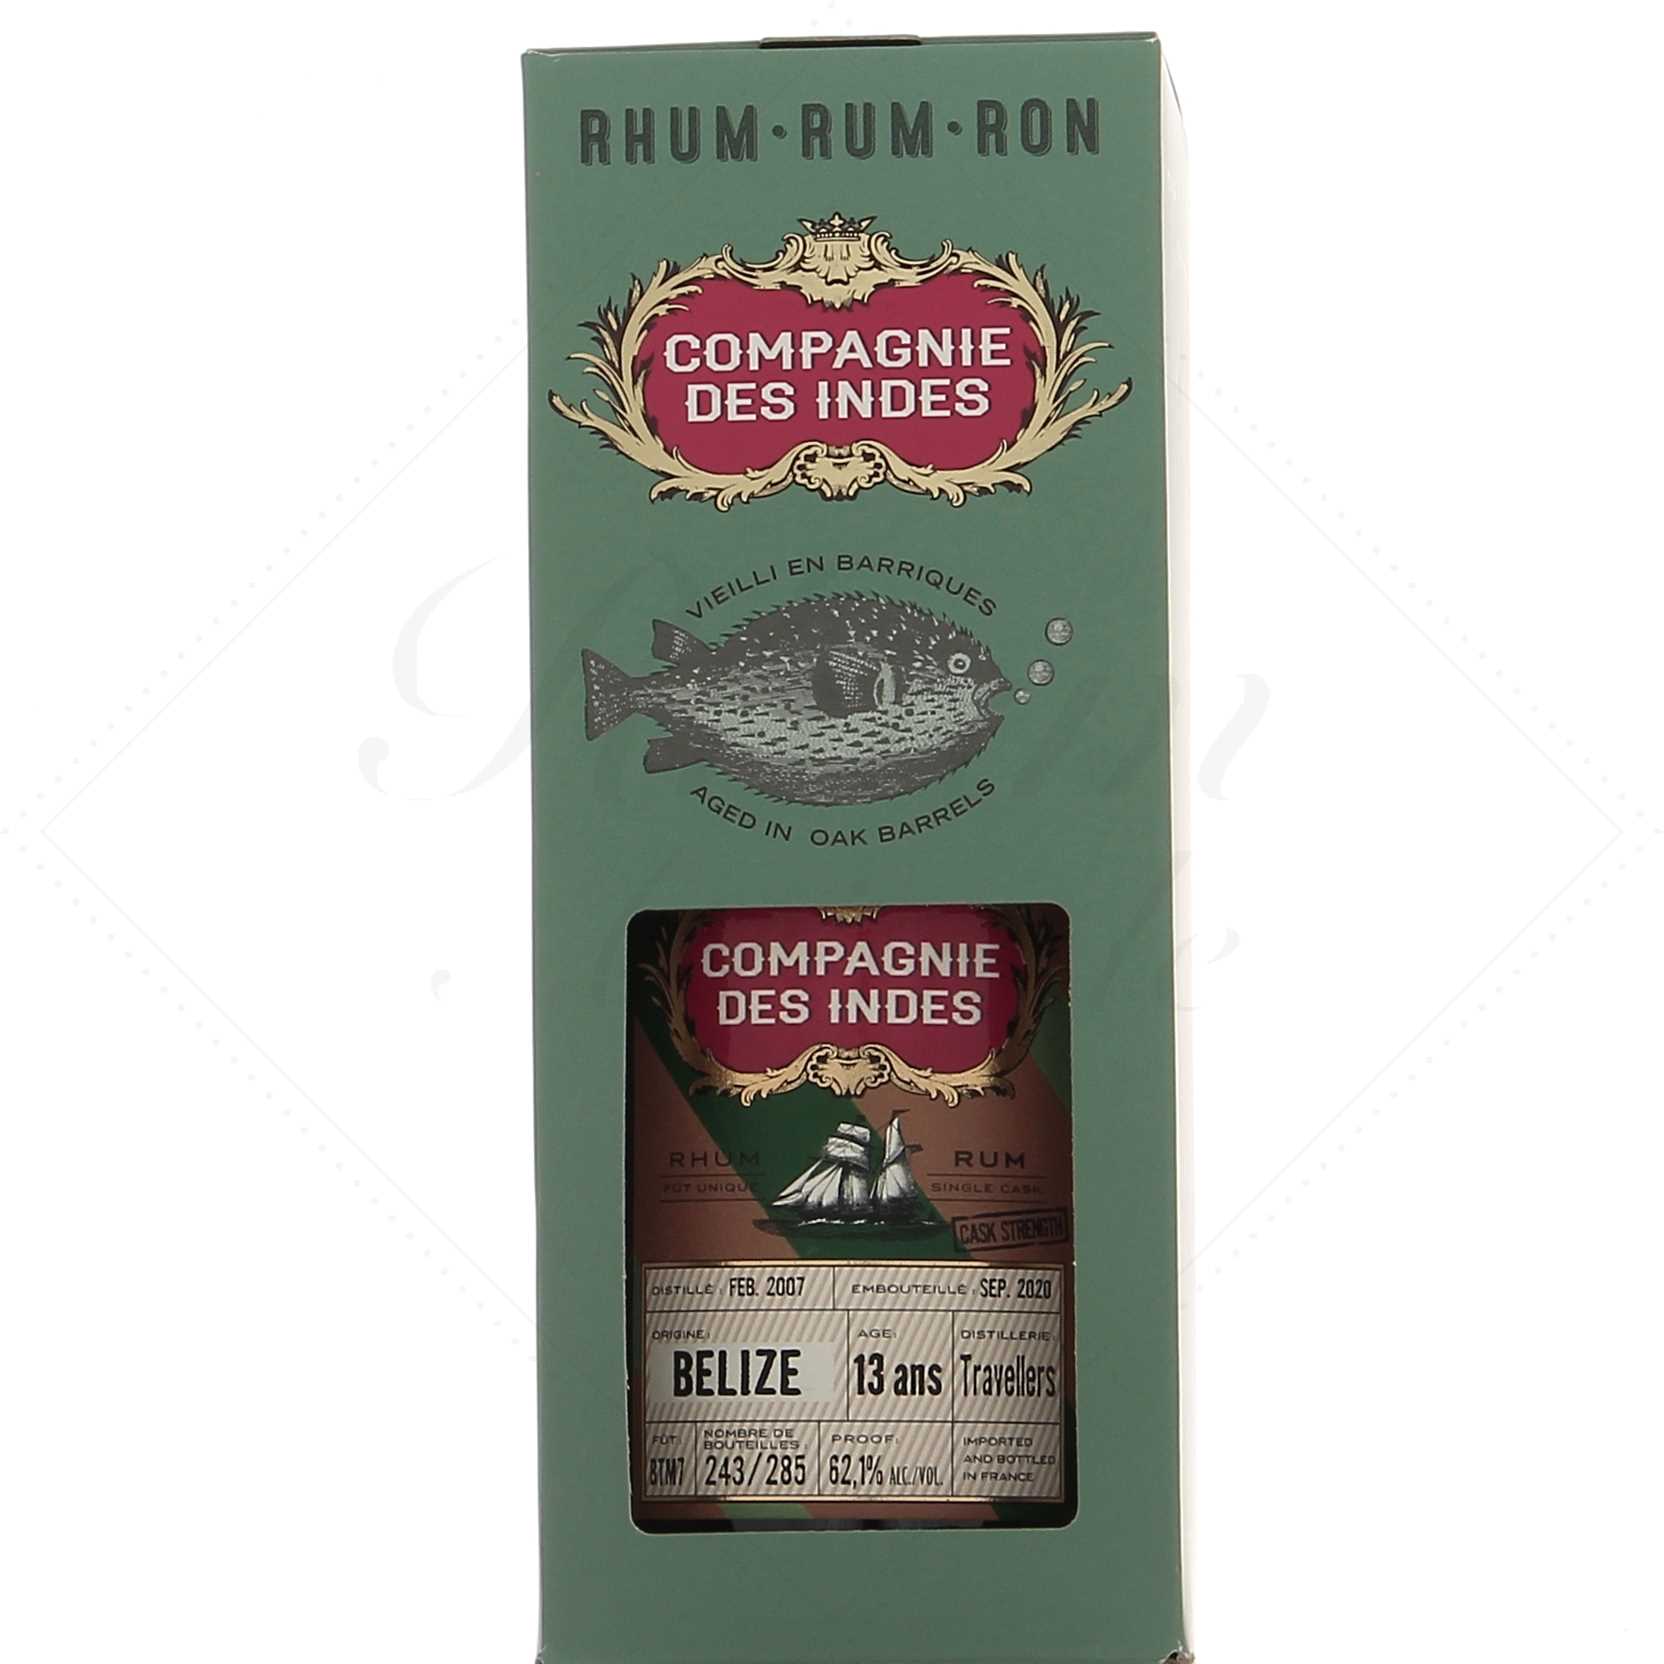 RHUM•RUM•RON
COMPAGNIE
DES INDES
VIEILLI EN BARRIQUES
AGED IN OAK BARRELS
COMPAGNIE
DES INDES
RHUM
FÛT UNIQUE
RUM
SINGLE CASK
CASK STRENGTH
DISTILLÉ: FEB. 2007
EMBOUTEILLÉ: SEP. 2020
ORIGINE:
BELIZE
AGE:
13 ans
DISTILLERIE:
Travellers
FÛT:
BTM7
NOMBRE DE
BOUTEILLES:
243/285
PROOF:
62,1% ALC./VOL.
IMPORTED
AND BOTTLED
IN FRANCE